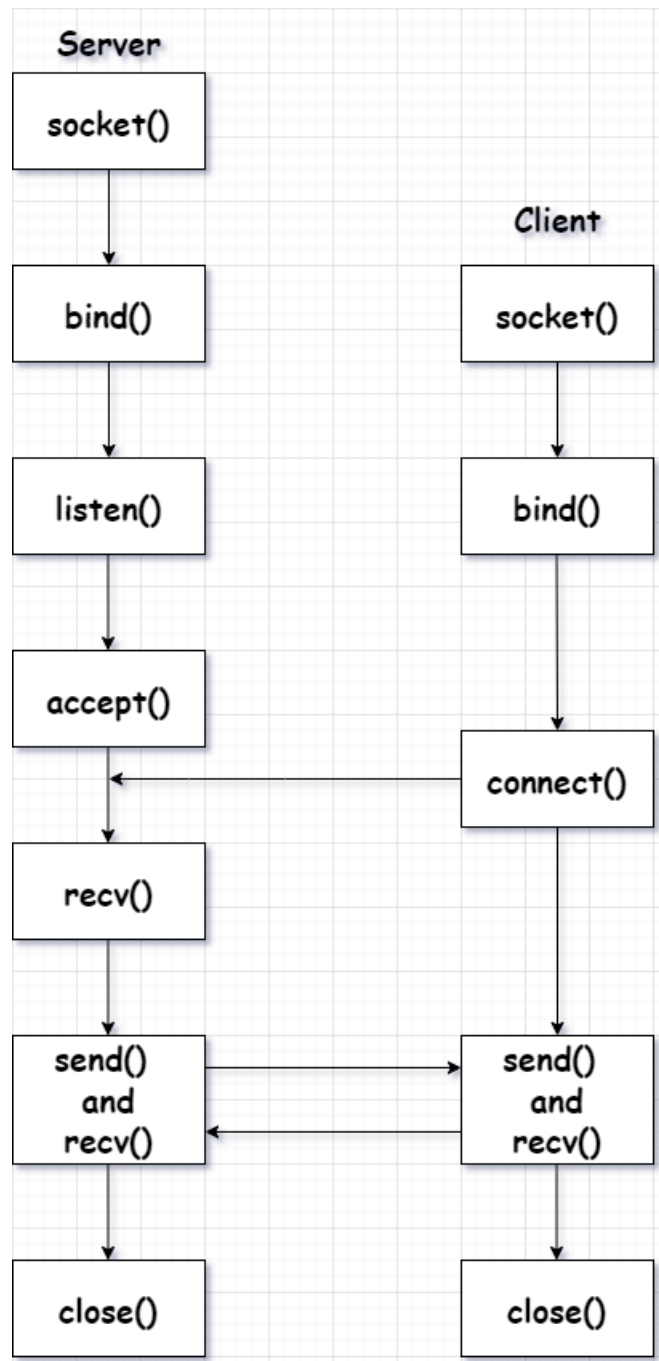 Server
socket()
bind()
listen()
accept()
recv()
send()
and
recv()
close()
Client
socket()
bind()
connect()
send()
and
recv()
close()